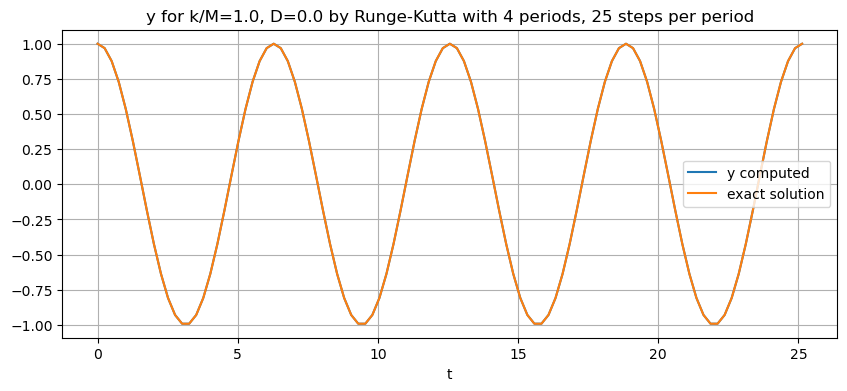 y for k/M=1.0, D=0.0 by Runge-Kutta with 4 periods, 25 steps per period
1.00
0.75
0.50
0.25
0.00
−0.25
−0.50
−0.75
−1.00
y computed
exact solution
0 5 10 15 20 25
t